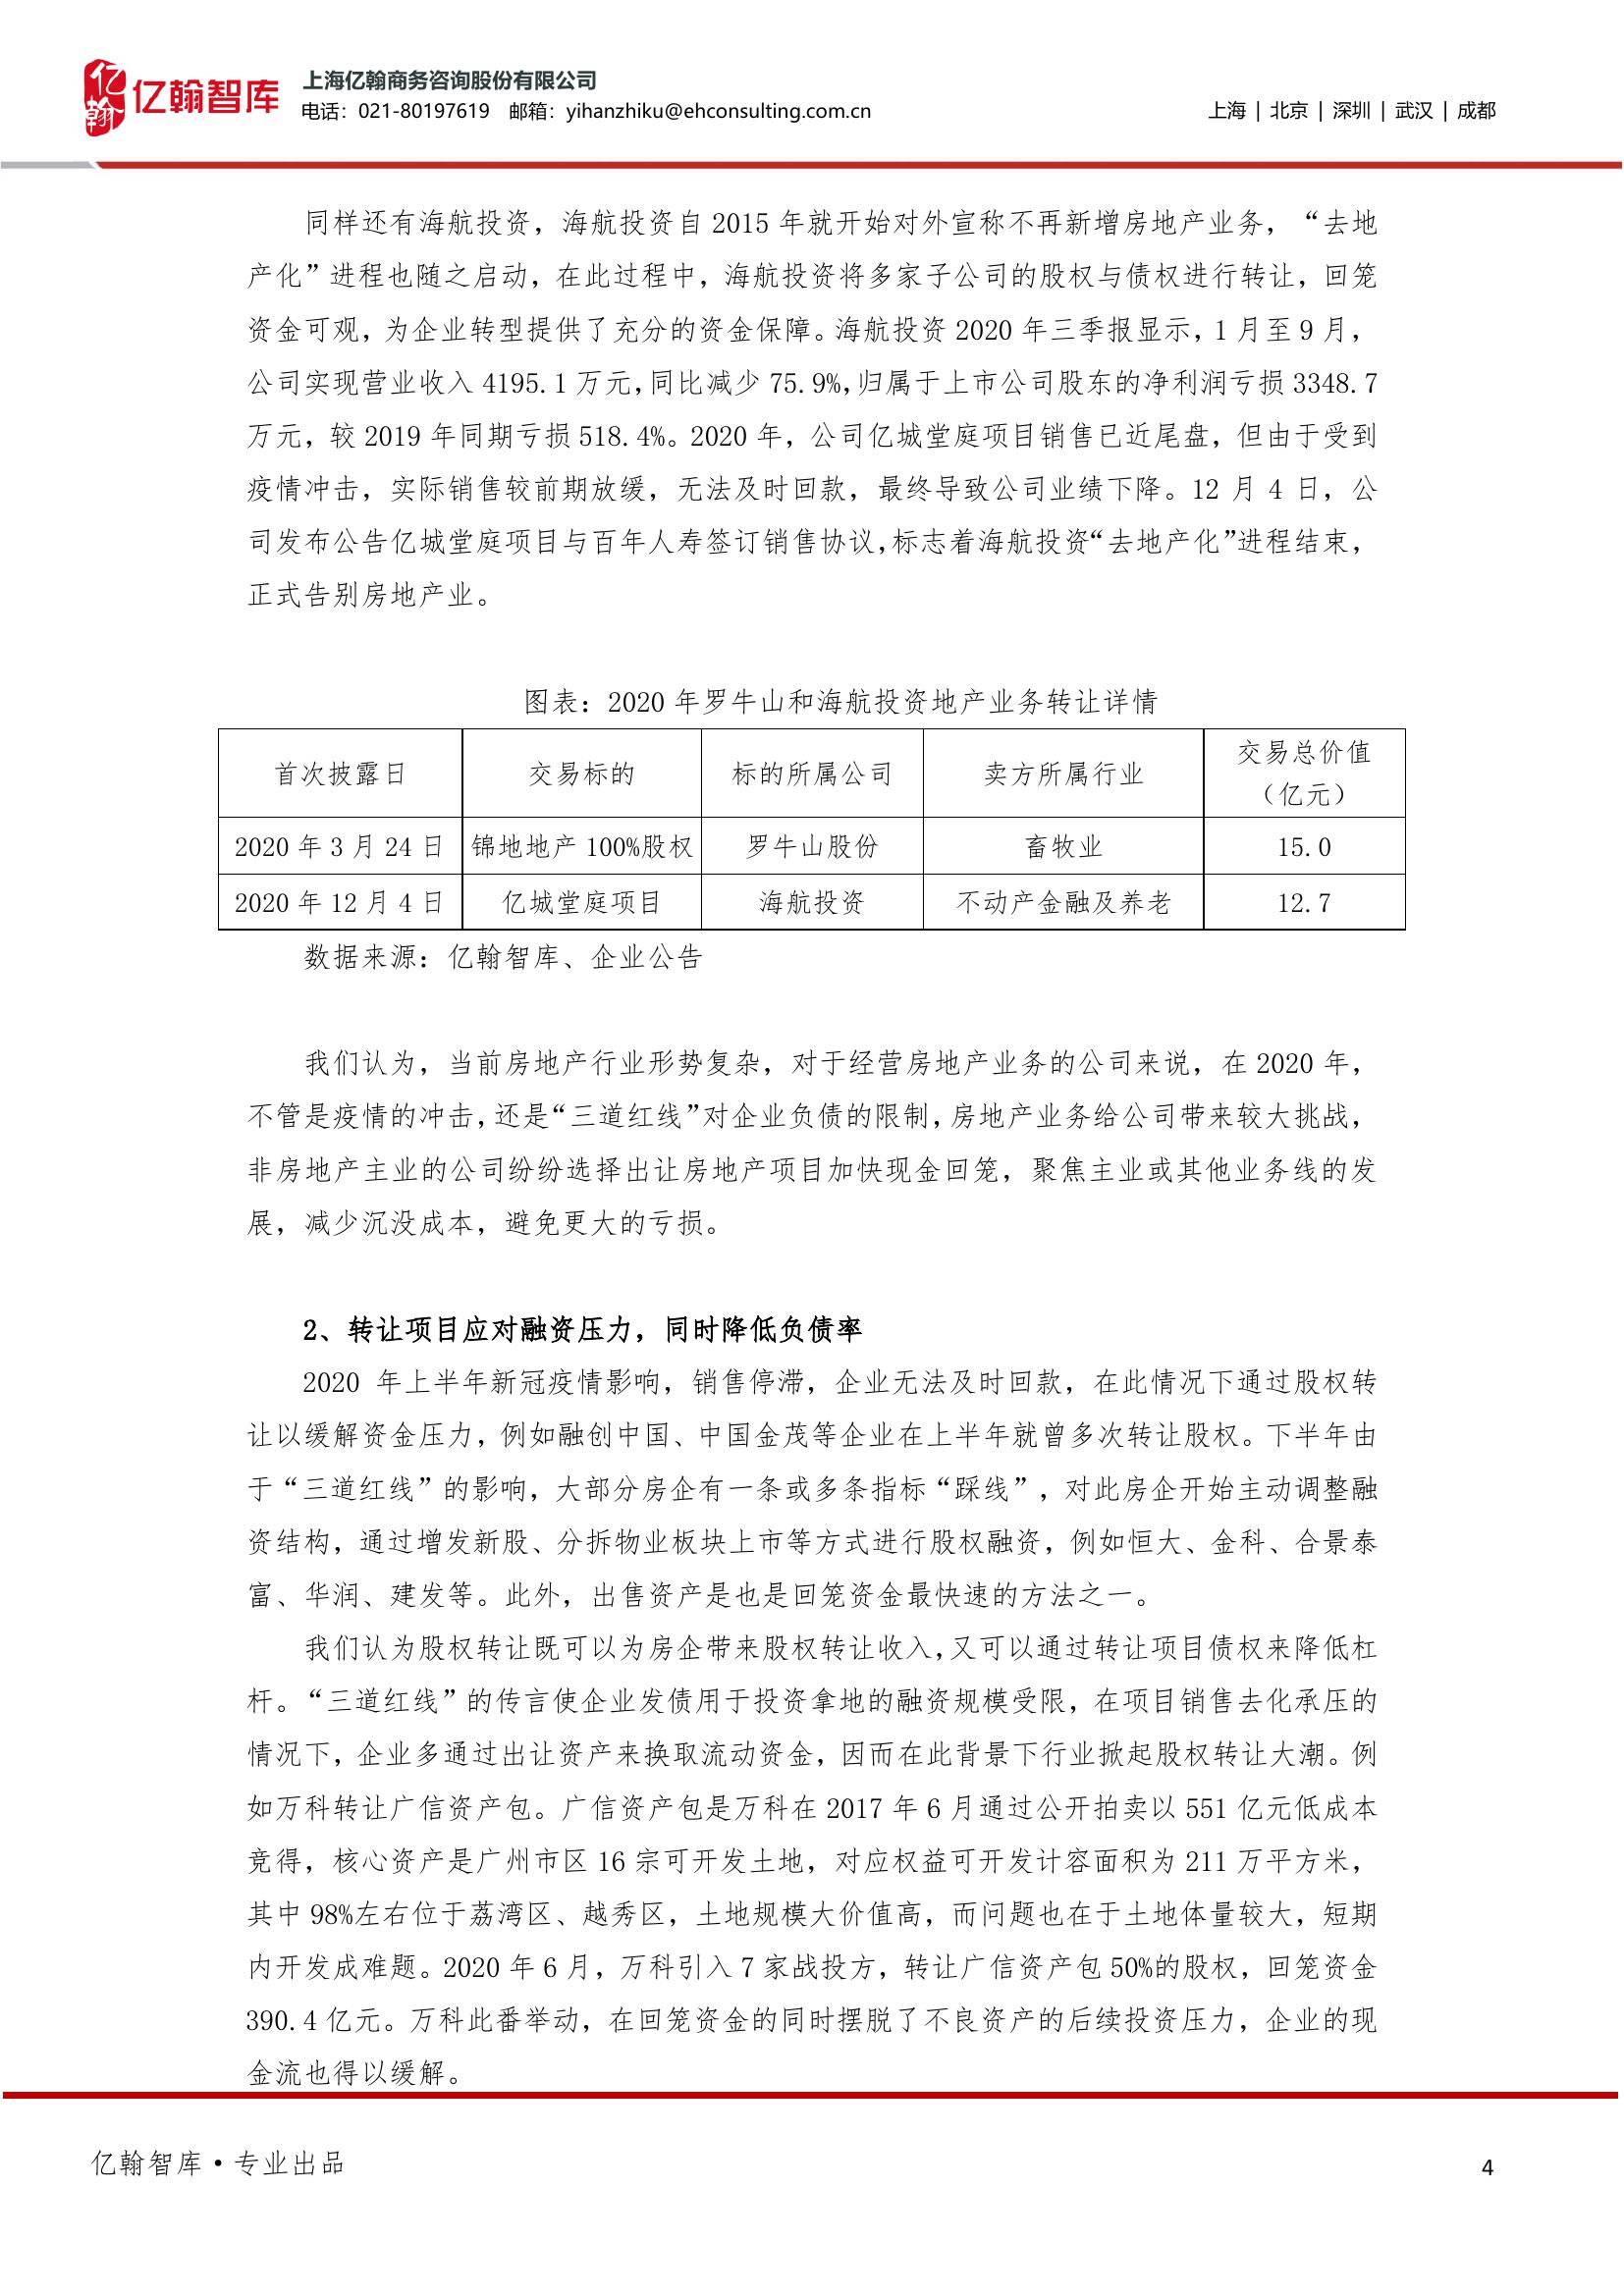 亿翰
亿翰智库
上海亿翰商务咨询股份有限公司
电话：021-80197619 邮箱：yihanzhiku@ehconsulting.com.cn
上海 | 北京 | 深圳 | 武汉 | 成都
同样还有海航投资，海航投资自 2015 年就开始对外宣称不再新增房地产业务，“去地
产化”进程也随之启动，在此过程中，海航投资将多家子公司的股权与债权进行转让，回笼
资金可观，为企业转型提供了充分的资金保障。海航投资 2020 年三季报显示，1 月至 9 月，
公司实现营业收入 4195.1 万元，同比减少 75.9%，归属于上市公司股东的净利润亏损 3348.7
万元，较 2019 年同期亏损 518.4%。2020 年，公司亿城堂庭项目销售已近尾盘，但由于受到
疫情冲击，实际销售较前期放缓，无法及时回款，最终导致公司业绩下降。12 月 4 日，公
司发布公告亿城堂庭项目与百年人寿签订销售协议，标志着海航投资“去地产化”进程结束，
正式告别房地产业。
图表：2020 年罗牛山和海航投资地产业务转让详情
首次披露日 交易标的 标的所属公司 卖方所属行业 交易总价值
（亿元）
2020 年 3 月 24 日 锦地地产 100%股权 罗牛山股份 畜牧业 15.0
2020 年 12 月 4 日 亿城堂庭项目 海航投资 不动产金融及养老 12.7
数据来源：亿翰智库、企业公告
我们认为，当前房地产行业形势复杂，对于经营房地产业务的公司来说，在 2020 年，
不管是疫情的冲击，还是“三道红线”对企业负债的限制，房地产业务给公司带来较大挑战，
非房地产主业的公司纷纷选择出让房地产项目加快现金回笼，聚焦主业或其他业务线的发
展，减少沉没成本，避免更大的亏损。
2、转让项目应对融资压力，同时降低负债率
2020 年上半年新冠疫情影响，销售停滞，企业无法及时回款，在此情况下通过股权转
让以缓解资金压力，例如融创中国、中国金茂等企业在上半年就曾多次转让股权。下半年由
于“三道红线”的影响，大部分房企有一条或多条指标“踩线”，对此房企开始主动调整融
资结构，通过增发新股、分拆物业板块上市等方式进行股权融资，例如恒大、金科、合景泰
富、华润、建发等。此外，出售资产是也是回笼资金最快速的方法之一。
我们认为股权转让既可以为房企带来股权转让收入，又可以通过转让项目债权来降低杠
杆。“三道红线”的传言使企业发债用于投资拿地的融资规模受限，在项目销售去化承压的
情况下，企业多通过出让资产来换取流动资金，因而在此背景下行业掀起股权转让大潮。例
如万科转让广信资产包。广信资产包是万科在 2017 年 6 月通过公开拍卖以 551 亿元低成本
竞得，核心资产是广州市区 16 宗可开发土地，对应权益可开发计容面积为 211 万平方米，
其中 98%左右位于荔湾区、越秀区，土地规模大价值高，而问题也在于土地体量较大，短期
内开发成难题。2020 年 6 月，万科引入 7 家战投方，转让广信资产包 50%的股权，回笼资金
390.4 亿元。万科此番举动，在回笼资金的同时摆脱了不良资产的后续投资压力，企业的现
金流也得以缓解。
亿翰智库·专业出品
4